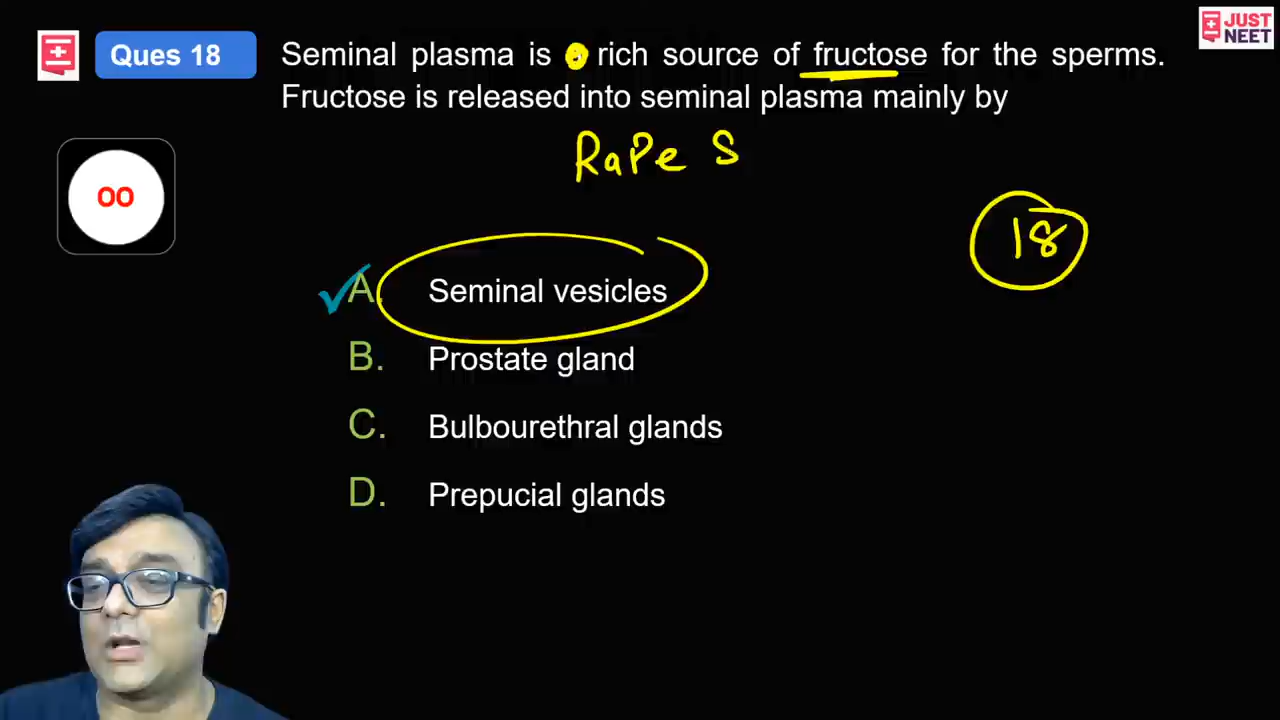 JUST
NEET
Ques 18
Seminal plasma is a rich source of fructose for the sperms.
Fructose is released into seminal plasma mainly by
RaPe S
00
18
A. Seminal vesicles
B. Prostate gland
C. Bulbourethral glands
D. Prepucial glands